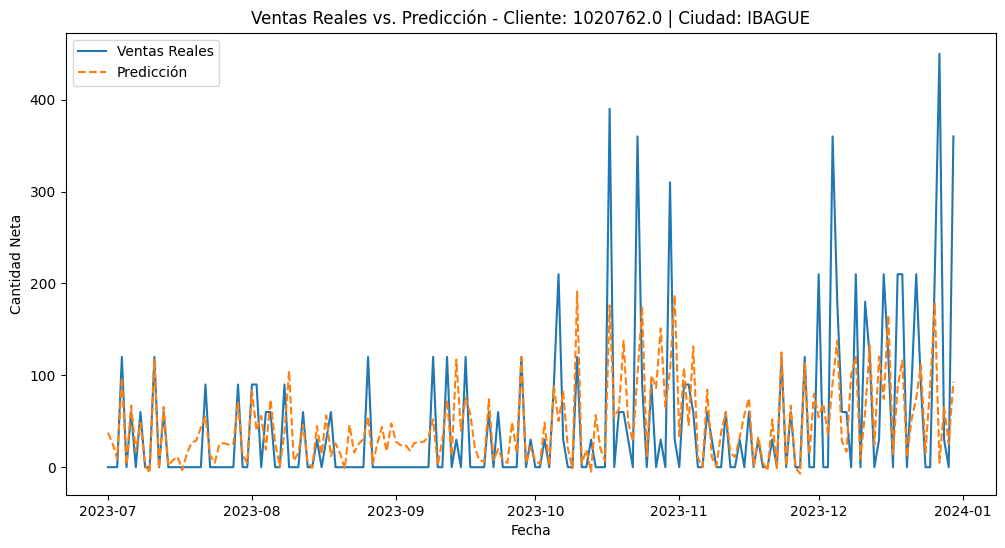 Ventas Reales vs. Predicción - Cliente: 1020762.0 | Ciudad: IBAGUE
Ventas Reales
Predicción
Cantidad Neta
400
300
200
100
0
2023-07
2023-08
2023-09
2023-10
2023-11
2023-12
2024-01
Fecha